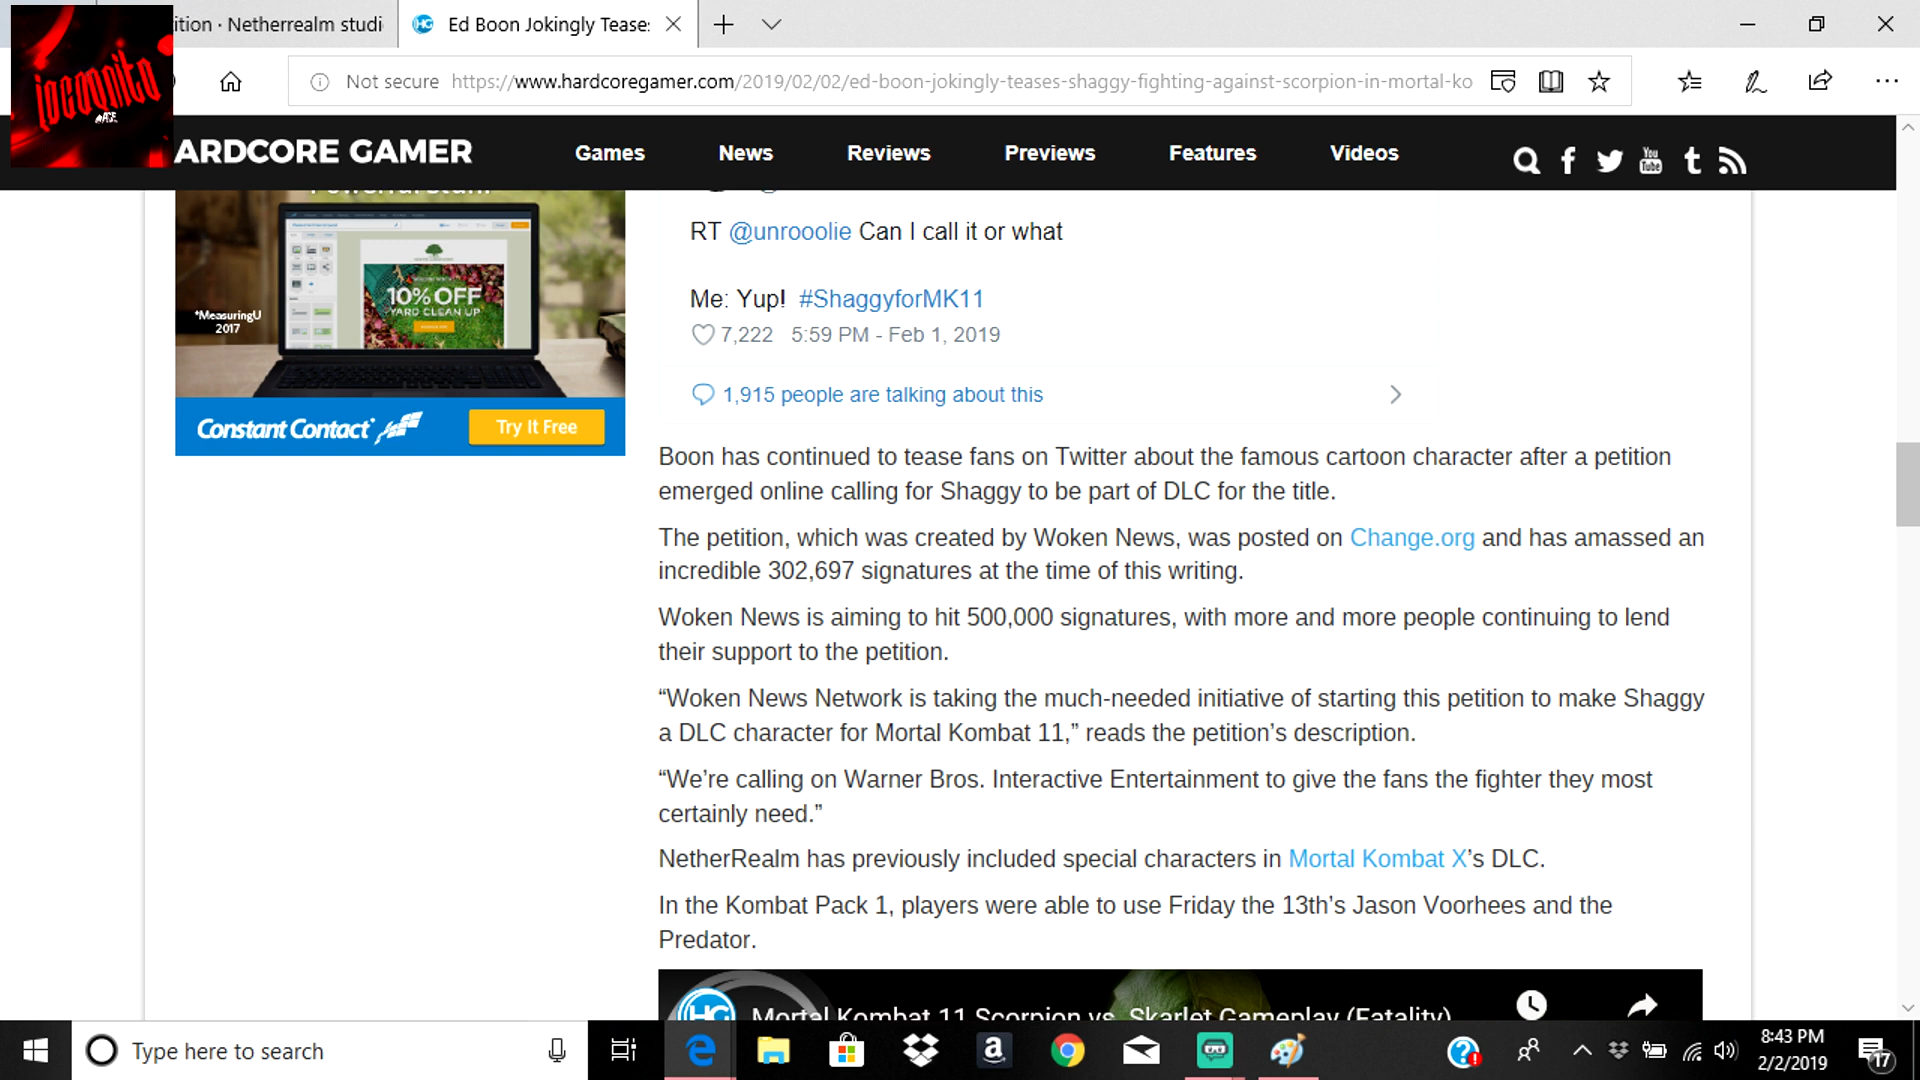 ition · Netherrealm studi
Ed Boon Jokingly Tease:
incognito
Not secure https://www.hardcoregamer.com/2019/02/02/ed-boon-jokingly-teases-shaggy-fighting-against-scorpion-in-mortal-ko
ARDCORE GAMER
Games News Reviews Previews Features Videos
You Tube
*MeasuringU
2017
10% OFF
YARD CLEAN UP
Constant Contact
Try It Free
RT @unrooolie Can I call it or what
Me: Yup! #ShaggyforMK11
7,222 5:59 PM - Feb 1, 2019
1,915 people are talking about this
Boon has continued to tease fans on Twitter about the famous cartoon character after a petition
emerged online calling for Shaggy to be part of DLC for the title.
The petition, which was created by Woken News, was posted on Change.org and has amassed an
incredible 302,697 signatures at the time of this writing.
Woken News is aiming to hit 500,000 signatures, with more and more people continuing to lend
their support to the petition.
“Woken News Network is taking the much-needed initiative of starting this petition to make Shaggy
a DLC character for Mortal Kombat 11,” reads the petition’s description.
“We’re calling on Warner Bros. Interactive Entertainment to give the fans the fighter they most
certainly need.”
NetherRealm has previously included special characters in Mortal Kombat X’s DLC.
In the Kombat Pack 1, players were able to use Friday the 13th’s Jason Voorhees and the
Predator.
HG
Mortal Kombat 11 Scorpion vs. Skarlet Gameplay (Fatality)
Type here to search
8:43 PM
2/2/2019
17